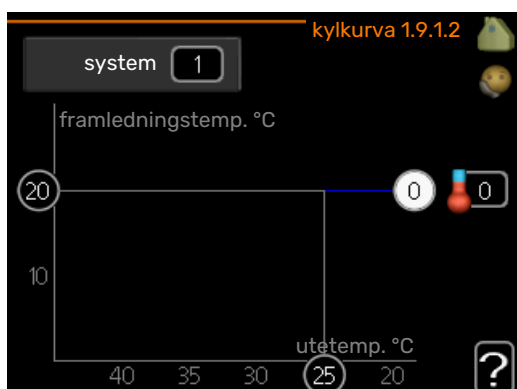 kylkurva 1.9.1.2
system 1
framledningstemp. °C
20 0 0
10
utetemp. °C
40 35 30 25 20
?